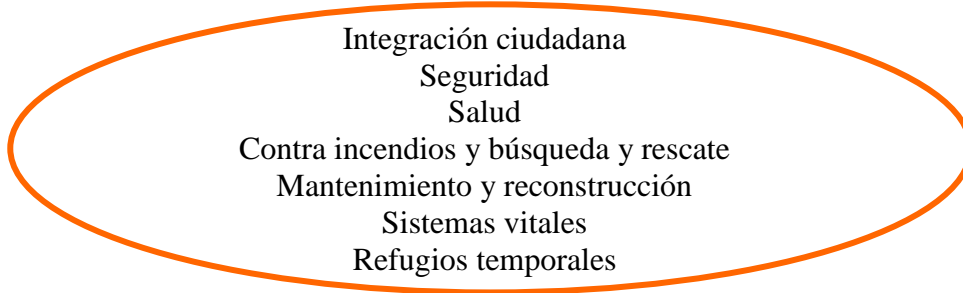 Integración ciudadana
Seguridad
Salud
Contra incendios y búsqueda y rescate
Mantenimiento y reconstrucción
Sistemas vitales
Refugios temporales